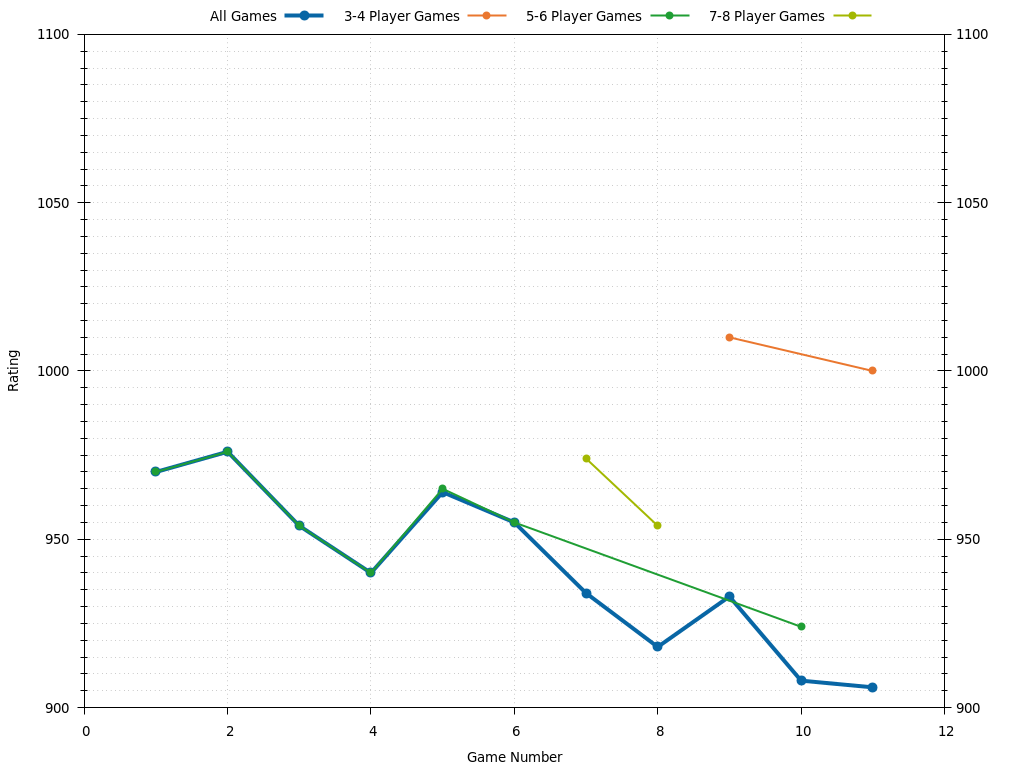 All Games 3-4 Player Games 5-6 Player Games 7-8 Player Games
1100 1100
1050 1050
1000 1000
950 950
900 900
Rating
0 2 4 6 8 10 12
Game Number